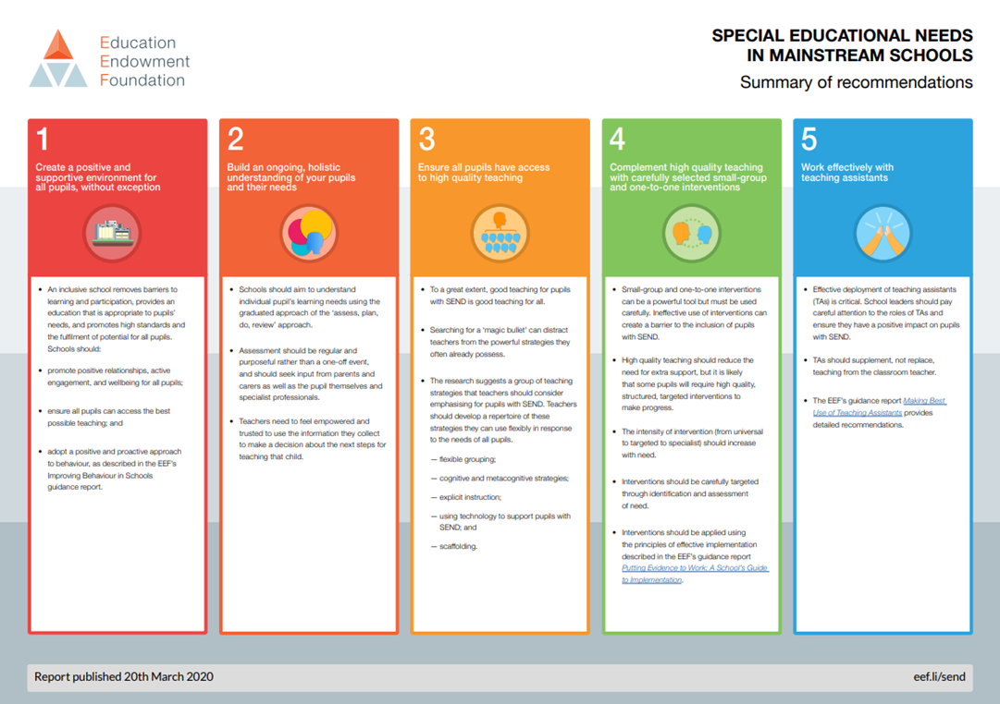 Education
Endowment
Foundation
SPECIAL EDUCATIONAL NEEDS
IN MAINSTREAM SCHOOLS
Summary of recommendations
1
Create a positive and
supportive environment for
all pupils, without exception
• An inclusive school removes barriers to
learning and participation, provides an
education that is appropriate to pupils'
needs, and promotes high standards and
the fulfilment of potential for all pupils.
Schools should:
• promote positive relationships, active
engagement, and wellbeing for all pupils;
• ensure all pupils can access the best
possible teaching; and
• adopt a positive and proactive approach
to behaviour, as described in the EEF's
Improving Behaviour in Schools
guidance report.
2
Build an ongoing, holistic
understanding of your pupils
and their needs
• Schools should aim to understand
individual pupil's learning needs using the
graduated approach of the 'assess, plan,
do, review' approach.
• Assessment should be regular and
purposeful rather than a one-off event,
and should seek input from parents and
carers as well as the pupil themselves and
specialist professionals.
• Teachers need to feel empowered and
trusted to use the information they collect
to make a decision about the next steps for
teaching that child.
3
Ensure all pupils have access
to high quality teaching
• To a great extent, good teaching for pupils
with SEND is good teaching for all.
• Searching for a 'magic bullet' can distract
teachers from the powerful strategies they
often already possess.
• The research suggests a group of teaching
strategies that teachers should consider
emphasising for pupils with SEND. Teachers
should develop a repertoire of these
strategies they can use flexibly in response
to the needs of all pupils.
— flexible grouping;
— cognitive and metacognitive strategies;
— explicit instruction;
— using technology to support pupils with
SEND; and
— scaffolding.
4
Complement high quality teaching
with carefully selected small-group
and one-to-one interventions
• Small-group and one-to-one interventions
can be a powerful tool but must be used
carefully. Ineffective use of interventions can
create a barrier to the inclusion of pupils
with SEND.
• High quality teaching should reduce the
need for extra support, but it is likely
that some pupils will require high quality,
structured, targeted interventions to
make progress.
• The intensity of intervention (from universal
to targeted to specialist) should increase
with need.
• Interventions should be carefully targeted
through identification and assessment
of need.
• Interventions should be applied using
the principles of effective implementation
described in the EEF's guidance report
Putting Evidence to Work: A School's Guide
to Implementation.
5
Work effectively with
teaching assistants
• Effective deployment of teaching assistants
(TAs) is critical. School leaders should pay
careful attention to the roles of TAs and
ensure they have a positive impact on pupils
with SEND.
• TAs should supplement, not replace,
teaching from the classroom teacher.
• The EEF's guidance report Making Best
Use of Teaching Assistants provides
detailed recommendations.
Report published 20th March 2020
eef.li/send